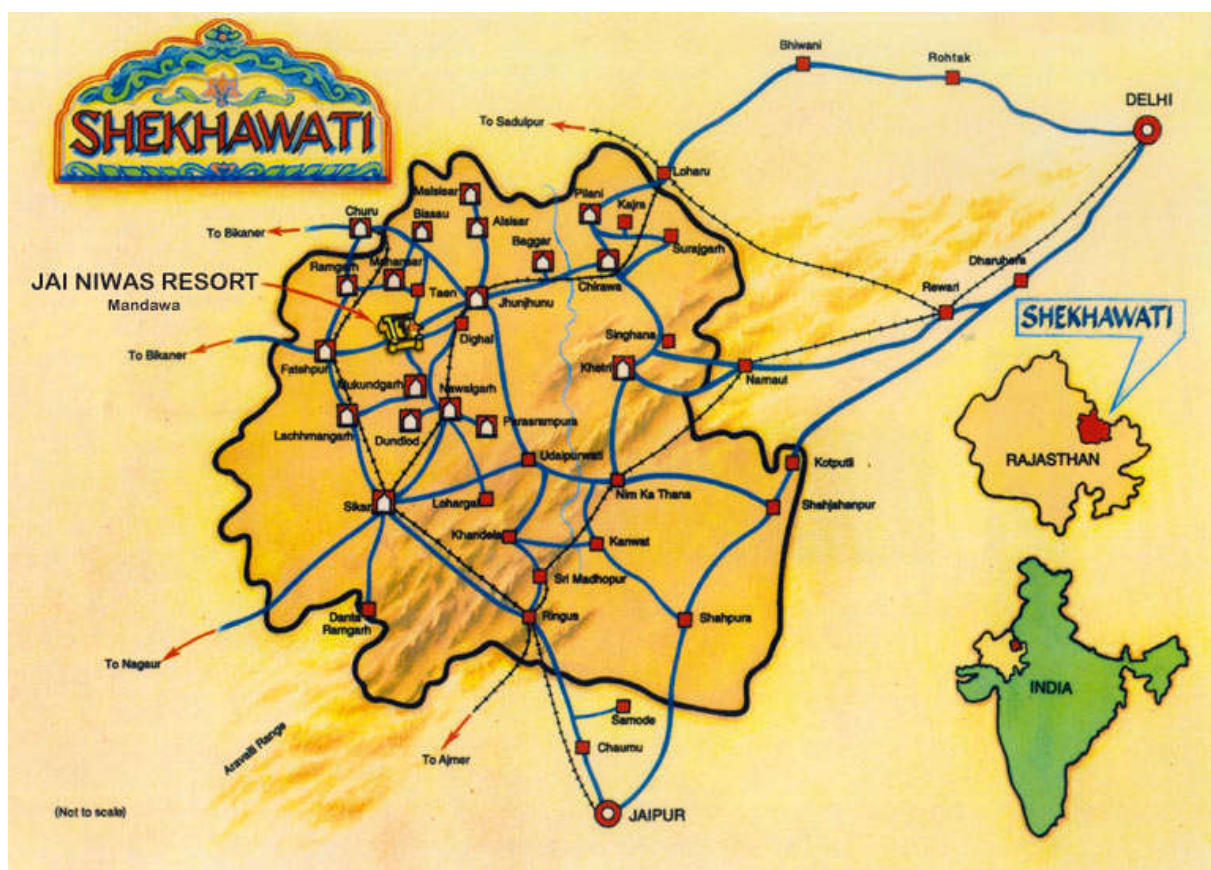 SHEKHAWATI
Bhiwani
Rohtak
DELHI
To Sadulpur
Loharu
Malsisar
Pilani
Churu
Bissau
Alsisar
Kajra
To Bikaner
Baggar
Surajgarh
Ramgarh
Mahansar
Dharuhera
JAI NIWAS RESORT
Mandawa
Taen
Jhunjhunu
Chirawa
Rewari
SHEKHAWATI
To Bikaner
Dighal
Singhana
Fatehpur
Khetri
Narnaul
Mukundgarh
Nawalgarh
Lachhmangarh
Dundlod
Parasrampura
Udaipurwati
Kotputli
RAJASTHAN
Sikar
Lohargal
Nim Ka Thana
Shahjahanpur
Khandela
Kanwat
Sri Madhopur
Danta
Ramgarh
Ringus
Shahpura
To Nagaur
INDIA
Samode
Aravalli Range
To Ajmer
Chaumu
(Not to scale)
JAIPUR